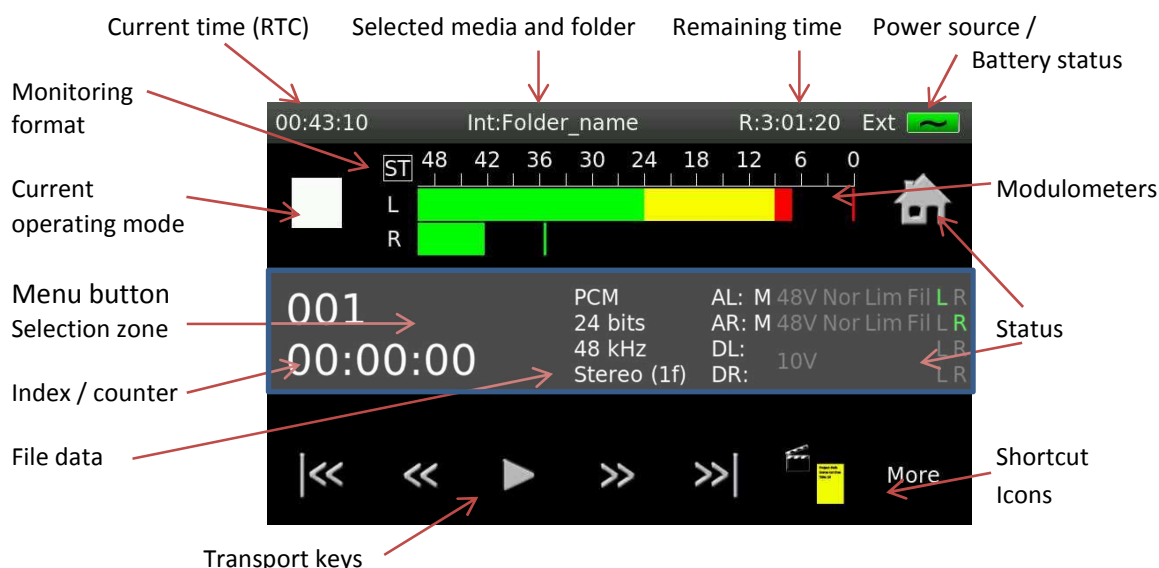 Current time (RTC)
Selected media and folder
Remaining time
Power source /
Battery status
Monitoring
format
00:43:10
Int:Folder_name
R:3:01:20
Ext
ST
48 42 36 30 24 18 12 6 0
L
R
Current
operating mode
Modulometers
Menu button
Selection zone
001
00:00:00
PCM
24 bits
48 kHz
Stereo (1f)
AL: M 48V Nor Lim Fil L R
AR: M 48V Nor Lim Fil L R
DL: L R
10V
DR: L R
Status
Index / counter
File data
|<< << >> >>|
More
Shortcut
Icons
Transport keys